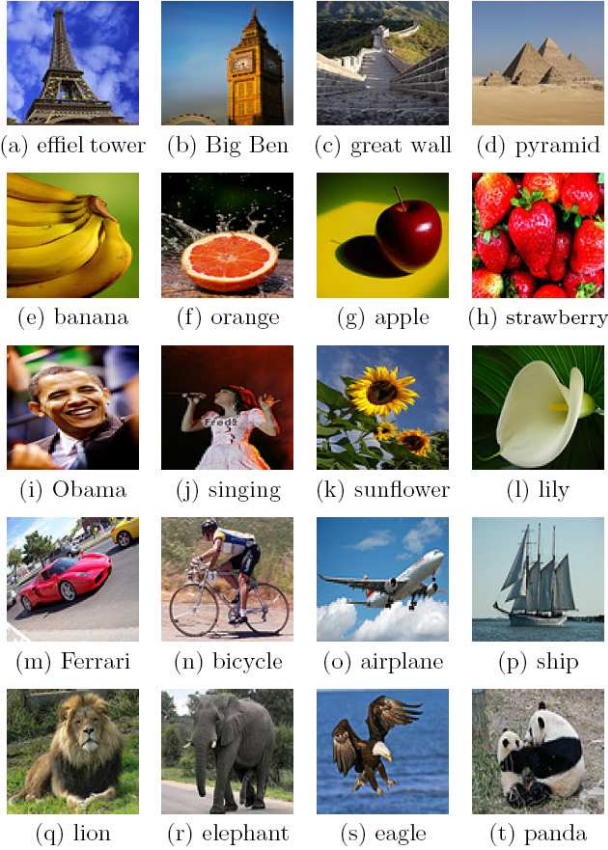 (a) effiel tower (b) Big Ben (c) great wall (d) pyramid
(e) banana (f) orange (g) apple (h) strawberry
Fred?
(i) Obama (j) singing (k) sunflower (l) lily
(m) Ferrari (n) bicycle (o) airplane (p) ship
(q) lion (r) elephant (s) eagle (t) panda